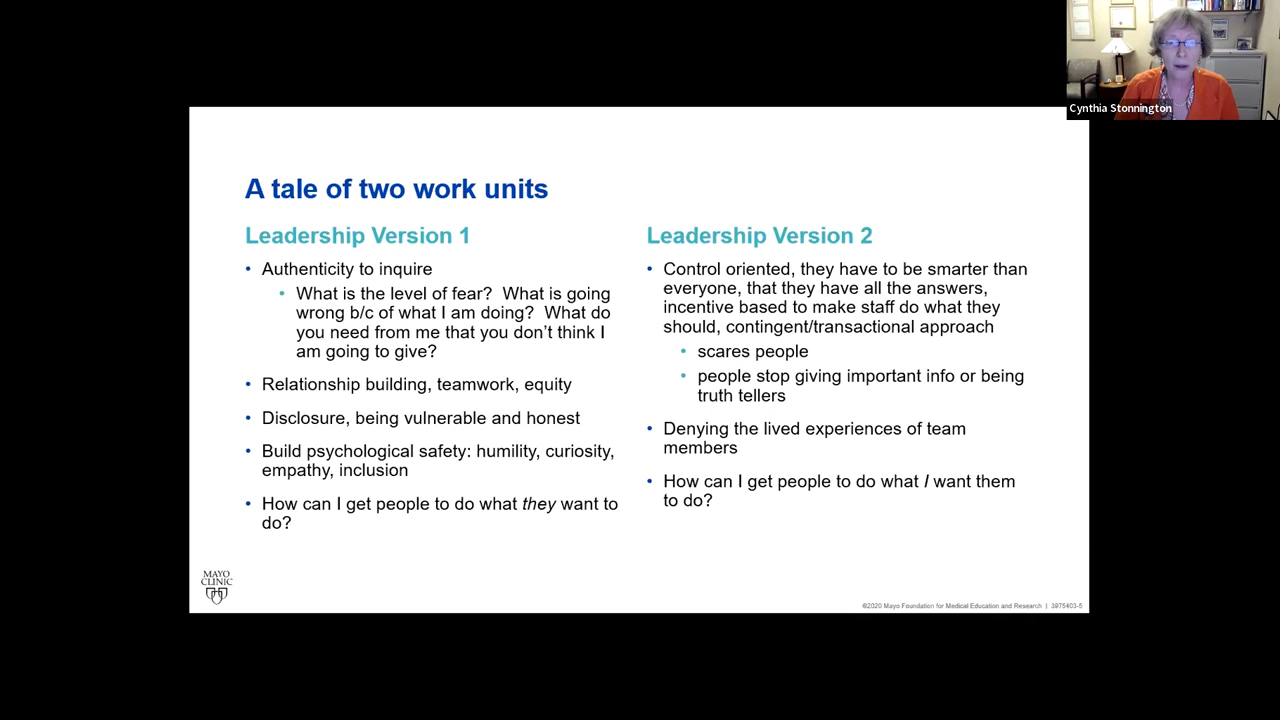 Cynthia Stonnington
A tale of two work units
Leadership Version 1
• Authenticity to inquire
• What is the level of fear? What is going
wrong b/c of what I am doing? What do
you need from me that you don't think I
am going to give?
• Relationship building, teamwork, equity
• Disclosure, being vulnerable and honest
• Build psychological safety: humility, curiosity,
empathy, inclusion
• How can I get people to do what they want to
do?
Leadership Version 2
• Control oriented, they have to be smarter than
everyone, that they have all the answers,
incentive based to make staff do what they
should, contingent/transactional approach
• scares people
• people stop giving important info or being
truth tellers
• Denying the lived experiences of team
members
• How can I get people to do what I want them
to do?
MAYO
CLINIC
©2020 Mayo Foundation for Medical Education and Research | 3975403-5